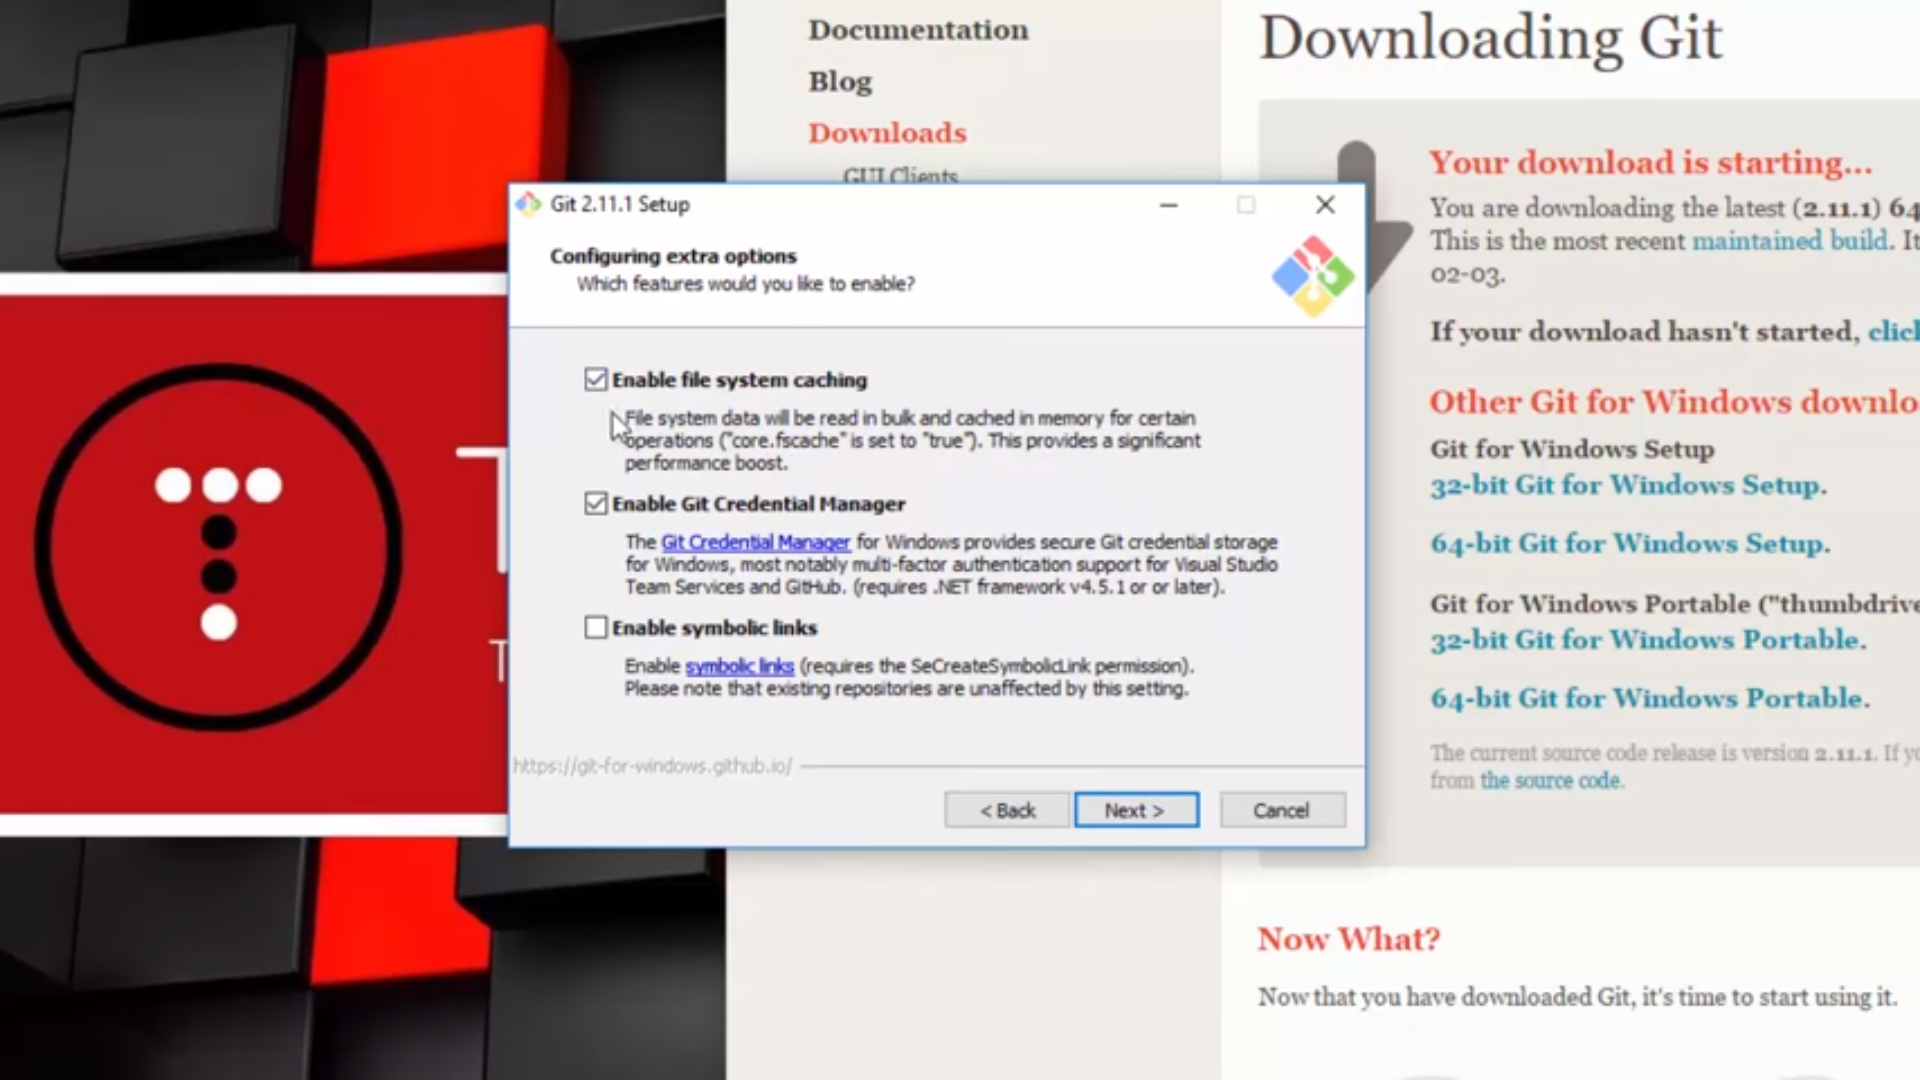 Documentation
Blog
Downloads
GUI Clients
Downloading Git
Your download is starting...
You are downloading the latest (2.11.1) 64
This is the most recent maintained build. It
02-03.
If your download hasn't started, click
Other Git for Windows downlo
Git for Windows Setup
32-bit Git for Windows Setup.
64-bit Git for Windows Setup.
Git for Windows Portable ("thumbdrive
32-bit Git for Windows Portable.
64-bit Git for Windows Portable.
The current source code release is version 2.11.1. If yo
from the source code.
Now What?
Now that you have downloaded Git, it's time to start using it.
Git 2.11.1 Setup
Configuring extra options
Which features would you like to enable?
Enable file system caching
File system data will be read in bulk and cached in memory for certain
operations ("core.fscache" is set to "true"). This provides a significant
performance boost.
Enable Git Credential Manager
The Git Credential Manager for Windows provides secure Git credential storage
for Windows, most notably multi-factor authentication support for Visual Studio
Team Services and GitHub. (requires .NET framework v4.5.1 or or later).
Enable symbolic links
Enable symbolic links (requires the SeCreateSymbolicLink permission).
Please note that existing repositories are unaffected by this setting.
https://git-for-windows.github.io/
< Back
Next >
Cancel
T
T